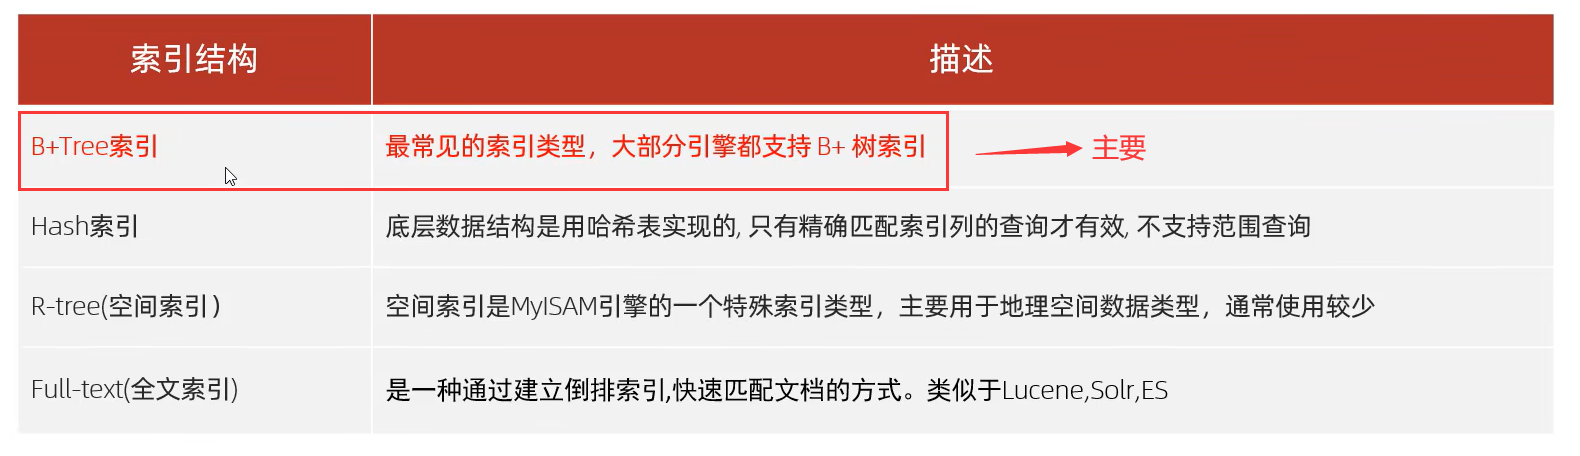 索引结构 描述
B+Tree索引 最常见的索引类型，大部分引擎都支持 B+ 树索引 主要
Hash索引 底层数据结构是用哈希表实现的, 只有精确匹配索引列的查询才有效, 不支持范围查询
R-tree(空间索引） 空间索引是MyISAM引擎的一个特殊索引类型，主要用于地理空间数据类型，通常使用较少
Full-text(全文索引) 是一种通过建立倒排索引,快速匹配文档的方式。类似于Lucene,Solr,ES